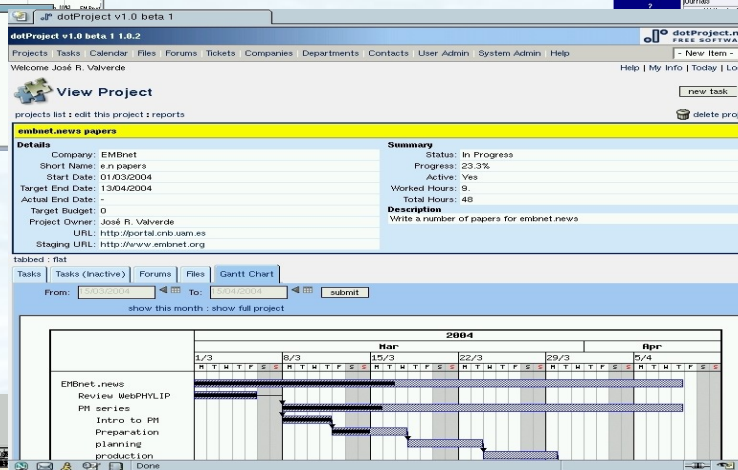 dotProject v1.0 beta 1
dotProject v1.0 beta 1 1.0.2
dotProject.n
FREE SOFTWA
Projects Tasks Calendar Files Forums Tickets Companies Departments Contacts User Admin System Admin Help
- New Item -
Welcome José R. Valverde
Help | My Info | Today | Lo
View Project
new task
projects list : edit this project : reports
delete pro
embnet.news papers
Details
Company: EMBnet
Short Name: e.n papers
Start Date: 01/03/2004
Target End Date: 13/04/2004
Actual End Date: -
Target Budget: 0
Project Owner: José R. Valverde
URL: http://portal.cnb.uam.es
Staging URL: http://www.embnet.org
Summary
Status: In Progress
Progress: 23.3%
Active: Yes
Worked Hours: 9.
Total Hours: 48
Description
Write a number of papers for embnet.news
tabbed : flat
Tasks Tasks (Inactive) Forums Files Gantt Chart
From: 15/03/2004 To: 15/04/2004 submit
show this month : show full project
2004
Mar Apr
1/3 8/3 15/3 22/3 29/3 5/4
M T W T F S S M T W T F S S M T W T F S S M T W T F S S M T W T F S S M T W T F S S
EMBnet.news
Review WebPHYLIP
PM series
Intro to PM
Preparation
planning
production
Done